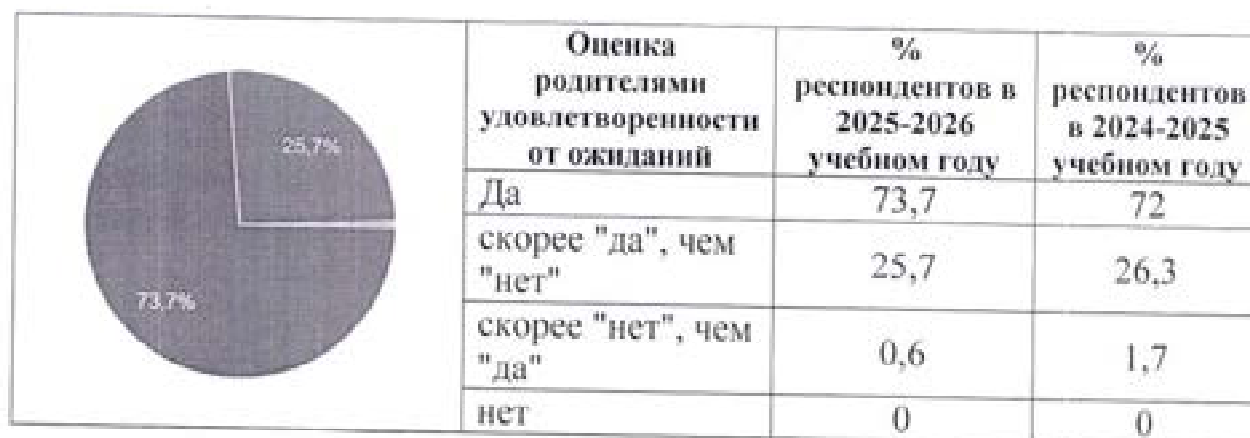 25,7%
73,7%
Оценка
родителями
удовлетворенности
от ожиданий
%
респондентов в
2025-2026
учебном году
%
респондентов
в 2024-2025
учебном году
Да 73,7 72
скорее "да", чем
"нет" 25,7 26,3
скорее "нет", чем
"да" 0,6 1,7
нет 0 0